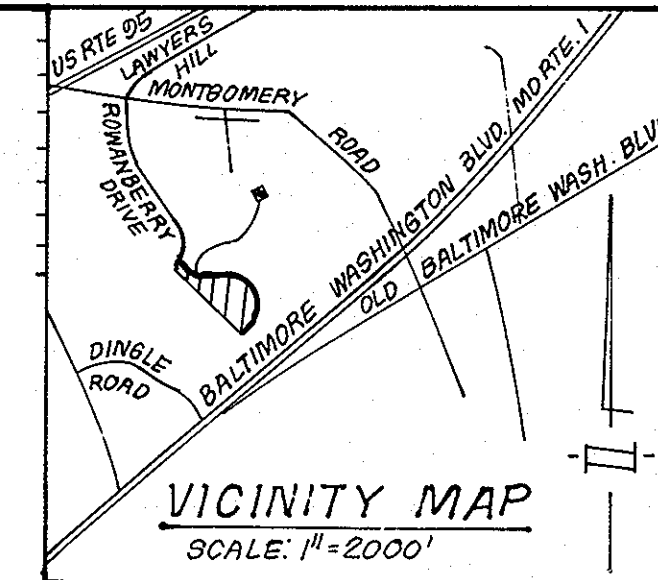 US RTE 95
LAWYERS
HILL
MONTGOMERY
ROAD
ROWANBERRY
DRIVE
BALTIMORE WASHINGTON BLVD. MD RTE. 1
OLD BALTIMORE WASH. BLV
DINGLE
ROAD
VICINITY MAP
SCALE: 1"=2000'